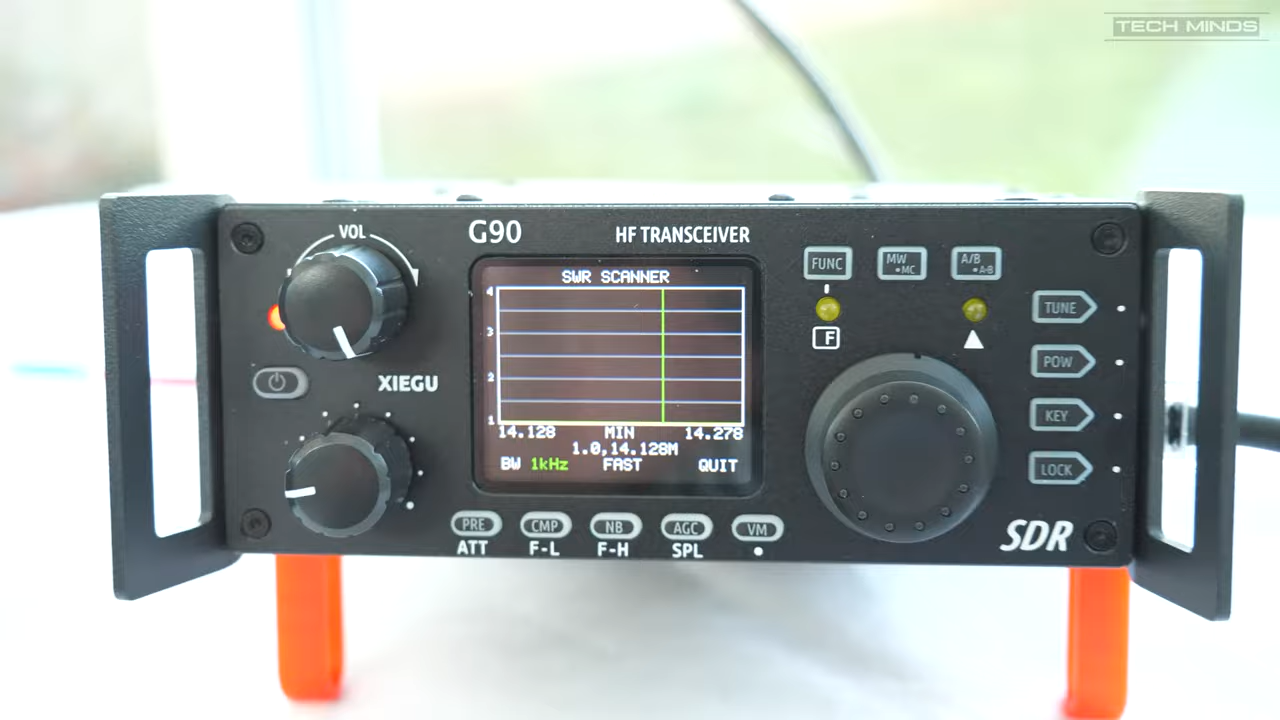 TECH MINDS
VOL
G90
HF TRANSCEIVER
FUNC
MW
•MC
A/B
•A=B
SWR SCANNER
4
3
2
1
14.128 MIN 14.278
1.0,14.128M
BW 1kHz FAST QUIT
F
TUNE
POW
KEY
LOCK
XIEGU
PRE
CMP
NB
AGC
VM
ATT
F-L
F-H
SPL
SDR